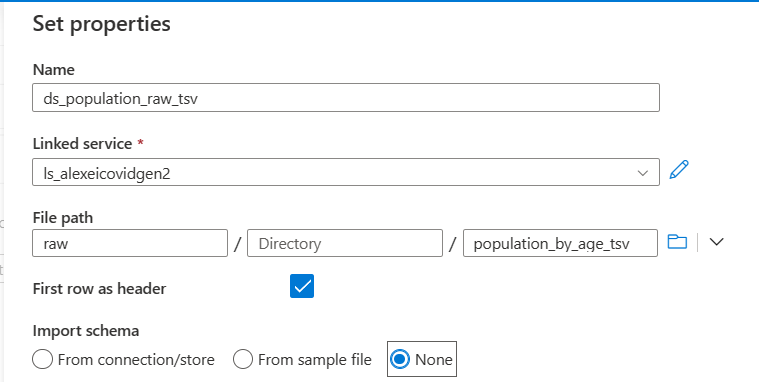 Set properties
Name
ds_population_raw_tsv
Linked service *
ls_alexeicovidgen2
File path
raw / Directory / population_by_age_tsv
First row as header
Import schema
From connection/store From sample file None